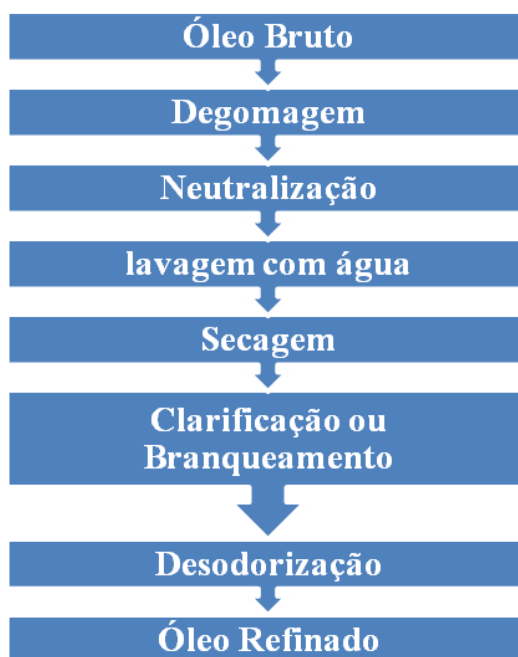 Óleo Bruto
Degomagem
Neutralização
lavagem com água
Secagem
Clarificação ou
Branqueamento
Desodorização
Óleo Refinado